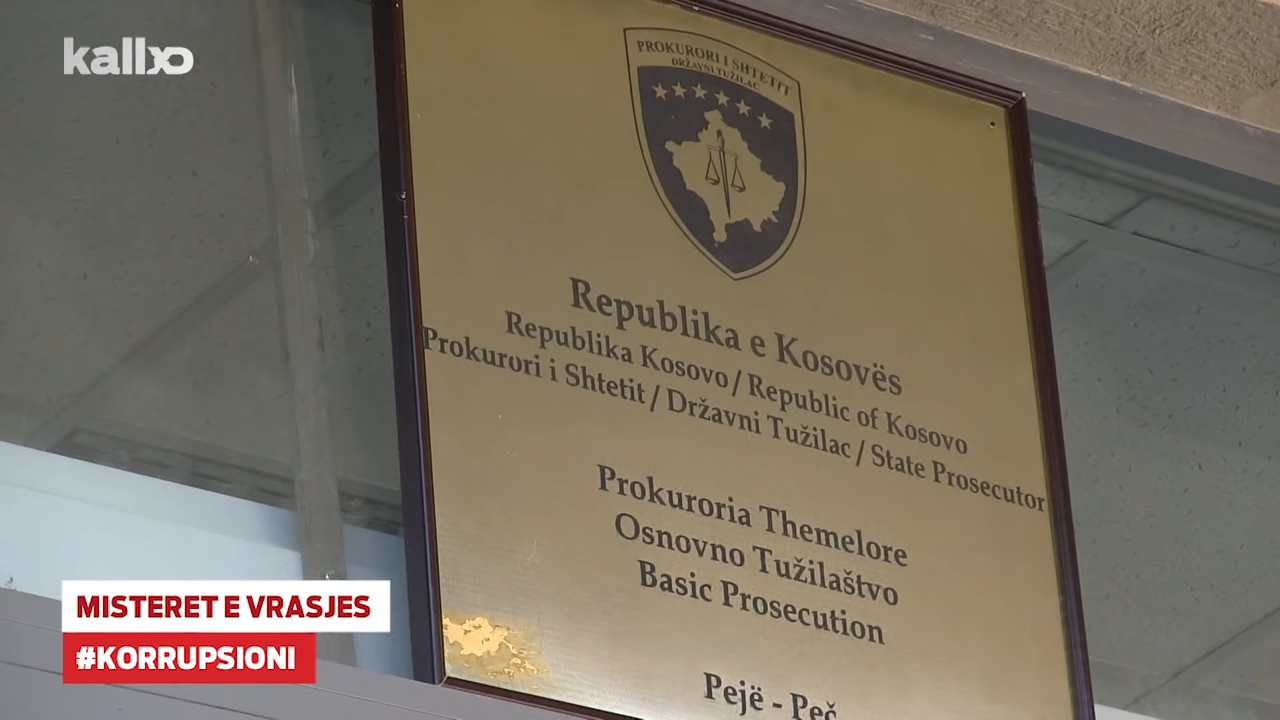 kallxo
PROKURORI I SHTETIT
DRŽAVNI TUŽILAC
Republika e Kosovës
Republika Kosovo / Republic of Kosovo
Prokurori i Shtetit / Državni Tužilac / State Prosecutor
Prokuroria Themelore
Osnovno Tužilaštvo
Basic Prosecution
Pejë - Peč
MISTERET E VRASJES
#KORRUPSIONI